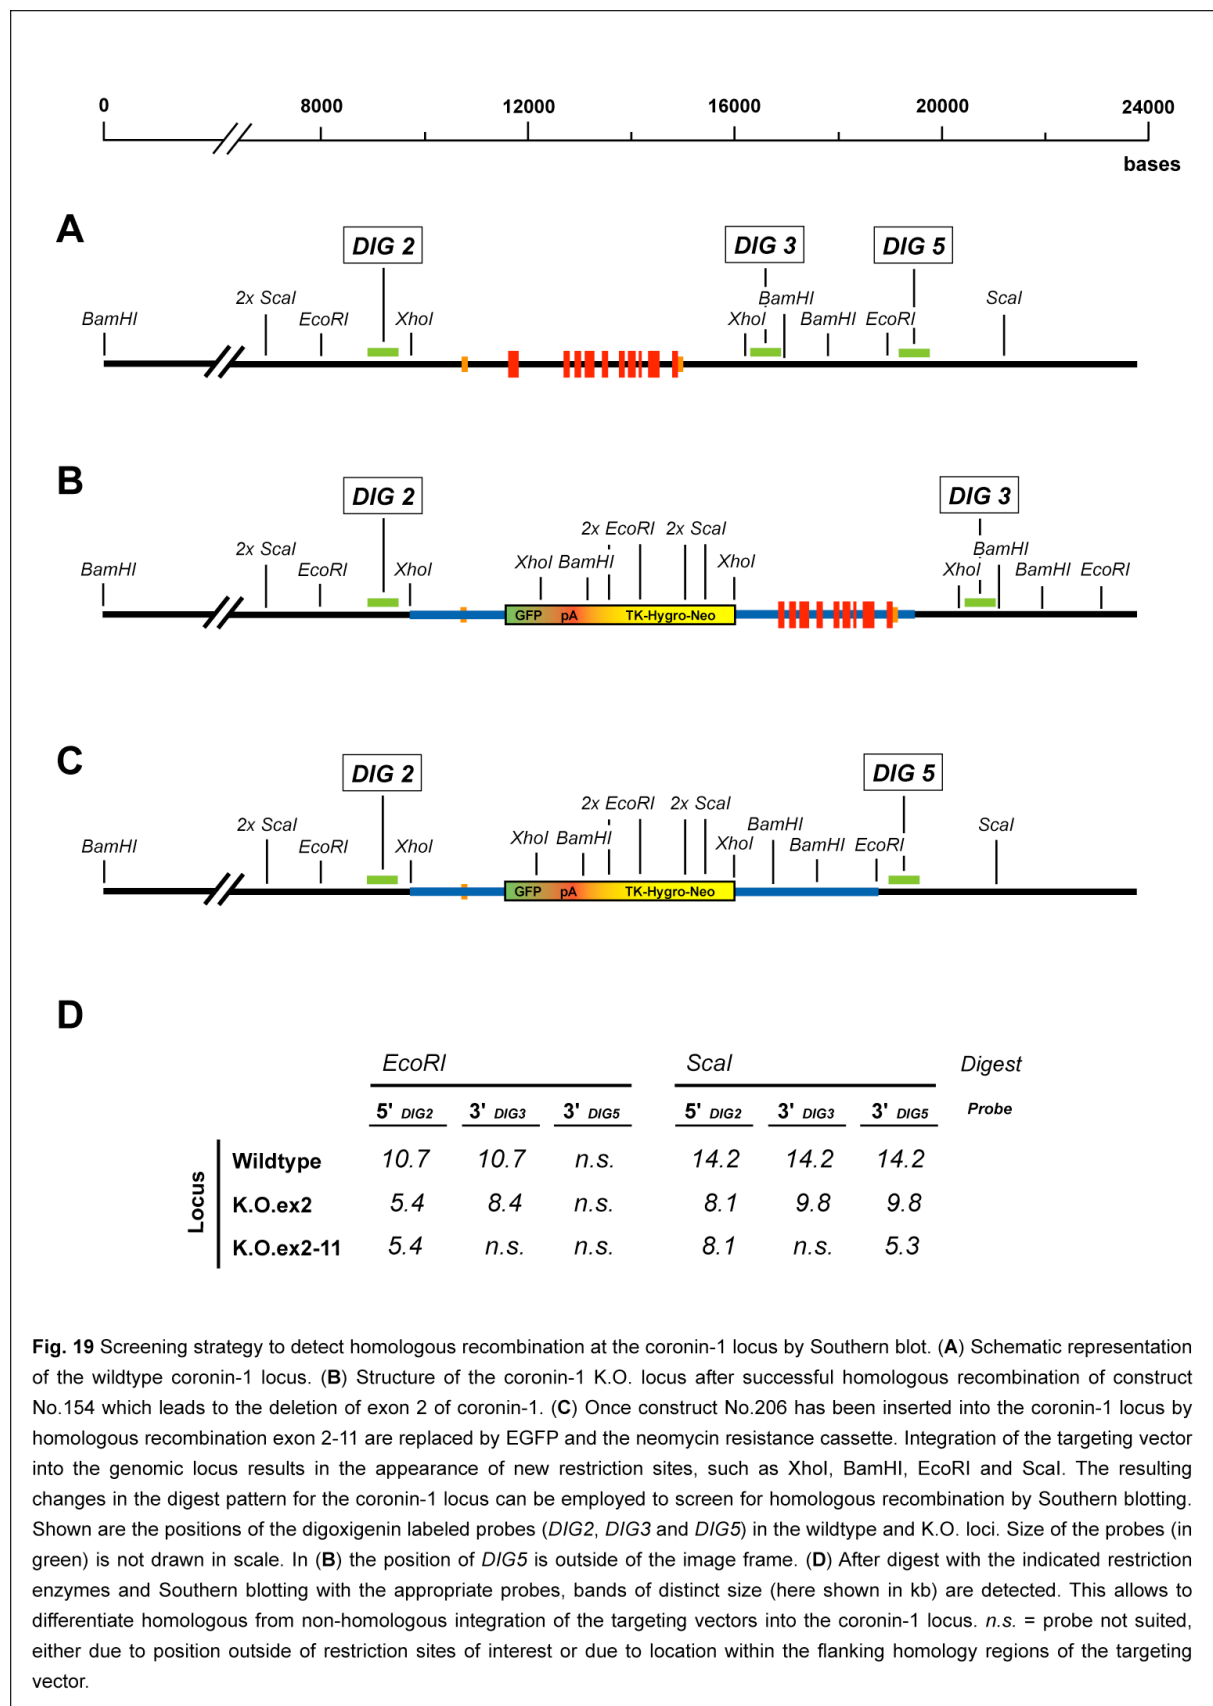 0 8000 12000 16000 20000 24000
bases
A
DIG 2 DIG 3 DIG 5
2x ScaI BamHI ScaI
BamHI EcoRI XhoI XhoI BamHI EcoRI
B
DIG 2 DIG 3
2x EcoRI 2x ScaI
2x ScaI XhoI BamHI XhoI BamHI
BamHI EcoRI XhoI XhoI BamHI EcoRI
GFP pA TK-Hygro-Neo
C
DIG 2 DIG 5
2x EcoRI 2x ScaI
2x ScaI XhoI BamHI BamHI ScaI
BamHI EcoRI XhoI XhoI BamHI EcoRI
GFP pA TK-Hygro-Neo
D
EcoRI ScaI Digest
5' DIG2 3' DIG3 3' DIG5 5' DIG2 3' DIG3 3' DIG5 Probe
Locus
Wildtype 10.7 10.7 n.s. 14.2 14.2 14.2
K.O.ex2 5.4 8.4 n.s. 8.1 9.8 9.8
K.O.ex2-11 5.4 n.s. n.s. 8.1 n.s. 5.3
Fig. 19 Screening strategy to detect homologous recombination at the coronin-1 locus by Southern blot. (A) Schematic representation
of the wildtype coronin-1 locus. (B) Structure of the coronin-1 K.O. locus after successful homologous recombination of construct
No.154 which leads to the deletion of exon 2 of coronin-1. (C) Once construct No.206 has been inserted into the coronin-1 locus by
homologous recombination exon 2-11 are replaced by EGFP and the neomycin resistance cassette. Integration of the targeting vector
into the genomic locus results in the appearance of new restriction sites, such as XhoI, BamHI, EcoRI and ScaI. The resulting
changes in the digest pattern for the coronin-1 locus can be employed to screen for homologous recombination by Southern blotting.
Shown are the positions of the digoxigenin labeled probes (DIG2, DIG3 and DIG5) in the wildtype and K.O. loci. Size of the probes (in
green) is not drawn in scale. In (B) the position of DIG5 is outside of the image frame. (D) After digest with the indicated restriction
enzymes and Southern blotting with the appropriate probes, bands of distinct size (here shown in kb) are detected. This allows to
differentiate homologous from non-homologous integration of the targeting vectors into the coronin-1 locus. n.s. = probe not suited,
either due to position outside of restriction sites of interest or due to location within the flanking homology regions of the targeting
vector.